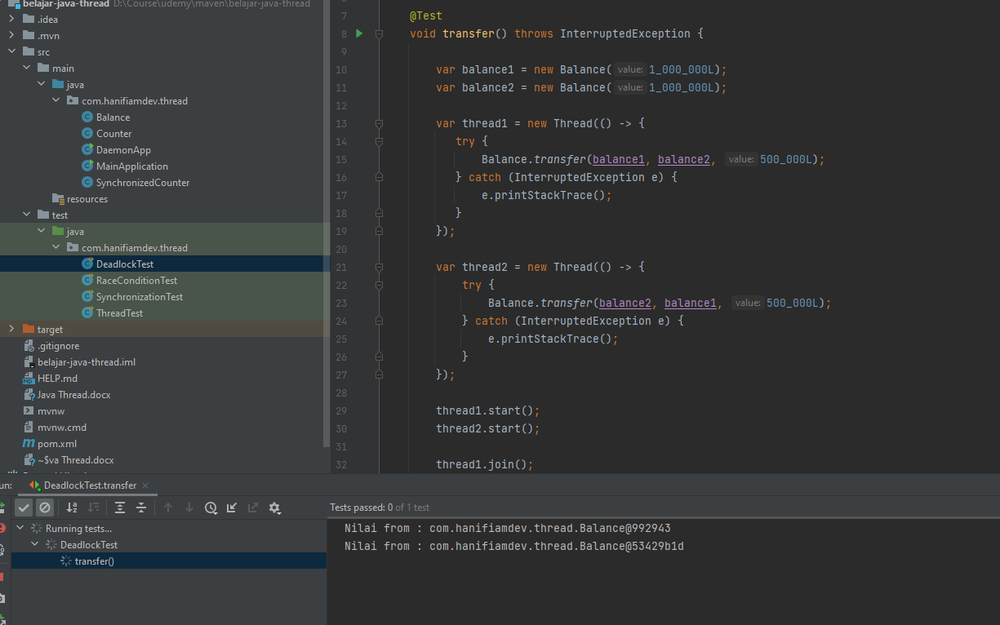 belajar-java-thread D:\Course\udemy\maven\belajar-java-thread
.idea
.mvn
src
main
java
com.hanifiamdev.thread
Balance
Counter
DaemonApp
MainApplication
SynchronizedCounter
resources
test
java
com.hanifiamdev.thread
DeadlockTest
RaceConditionTest
SynchronizationTest
ThreadTest
target
.gitignore
belajar-java-thread.iml
HELP.md
Java Thread.docx
mvnw
mvnw.cmd
pom.xml
~$va Thread.docx
7 @Test
8 void transfer() throws InterruptedException {
9
10 var balance1 = new Balance( value: 1_000_000L);
11 var balance2 = new Balance( value: 1_000_000L);
12
13 var thread1 = new Thread(() -> {
14 try {
15 Balance.transfer(balance1, balance2, value: 500_000L);
16 } catch (InterruptedException e) {
17 e.printStackTrace();
18 }
19 });
20
21 var thread2 = new Thread(() -> {
22 try {
23 Balance.transfer(balance2, balance1, value: 500_000L);
24 } catch (InterruptedException e) {
25 e.printStackTrace();
26 }
27 });
28
29 thread1.start();
30 thread2.start();
31
32 thread1.join();
un: DeadlockTest.transfer
Tests passed: 0 of 1 test
Running tests...
DeadlockTest
transfer()
Nilai from : com.hanifiamdev.thread.Balance@992943
Nilai from : com.hanifiamdev.thread.Balance@53429b1d